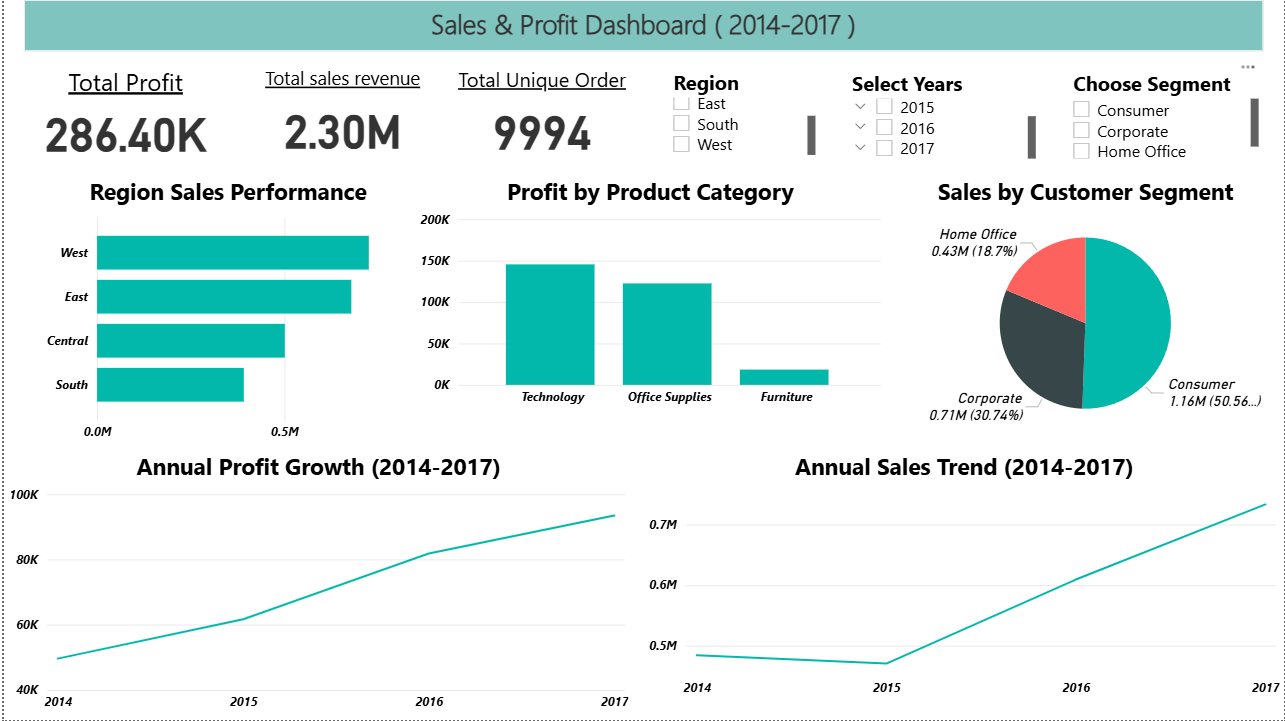 Sales & Profit Dashboard ( 2014-2017 )
Total Profit
286.40K
Total sales revenue
2.30M
Total Unique Order
9994
Region
East
South
West
Select Years
2015
2016
2017
Choose Segment
Consumer
Corporate
Home Office
Region Sales Performance
West
East
Central
South
0.0M
0.5M
Profit by Product Category
200K
150K
100K
50K
0K
Technology
Office Supplies
Furniture
Sales by Customer Segment
Home Office
0.43M (18.7%)
Corporate
0.71M (30.74%)
Consumer
1.16M (50.56...)
Annual Profit Growth (2014-2017)
100K
80K
60K
40K
2014
2015
2016
2017
Annual Sales Trend (2014-2017)
0.7M
0.6M
0.5M
2014
2015
2016
2017